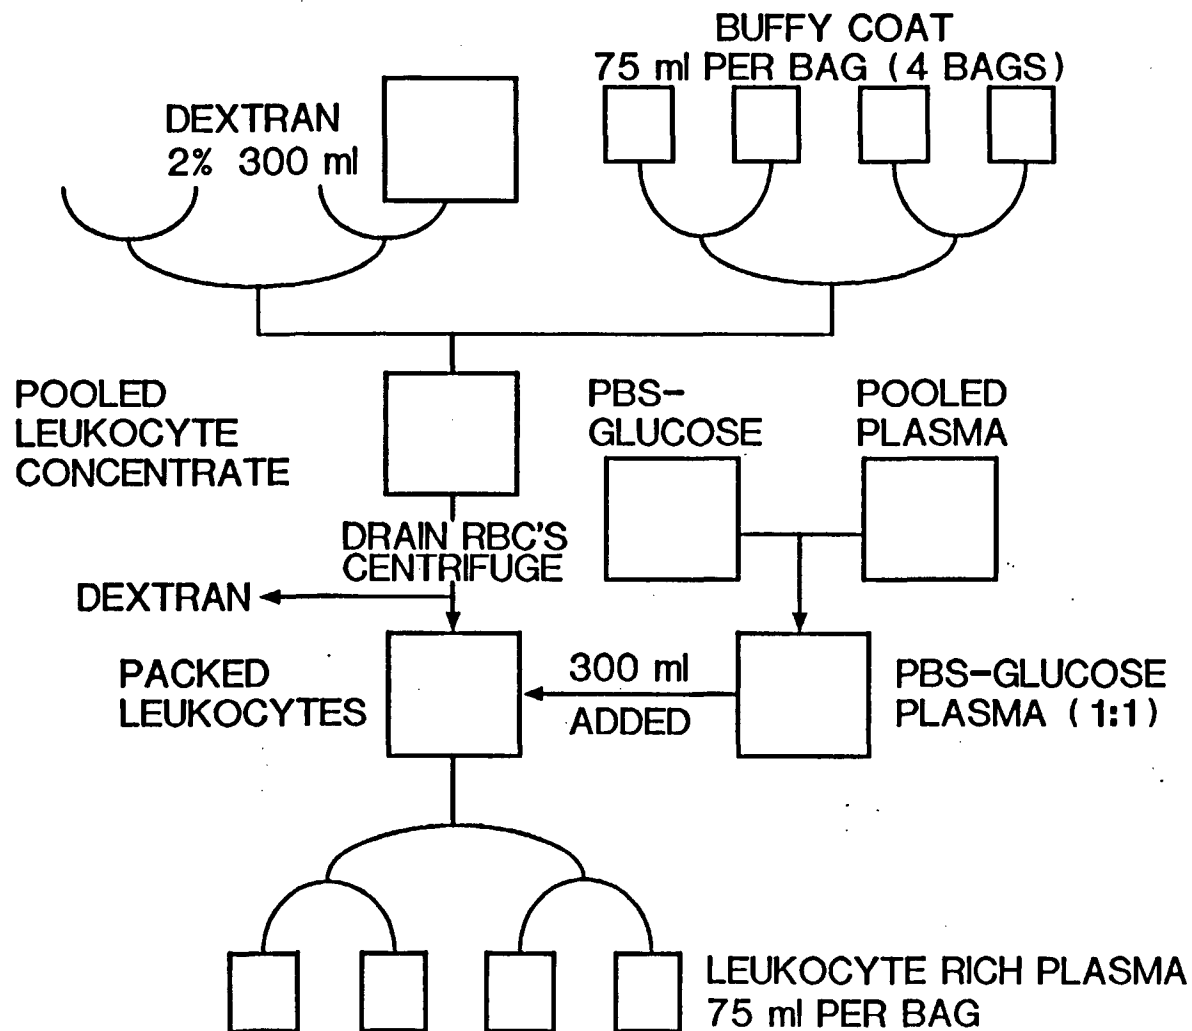 BUFFY COAT
75 ml PER BAG (4 BAGS)
DEXTRAN
2% 300 ml
POOLED
LEUKOCYTE
CONCENTRATE
PBS-
GLUCOSE
POOLED
PLASMA
DRAIN RBC'S
CENTRIFUGE
DEXTRAN
PACKED
LEUKOCYTES
300 ml
ADDED
PBS-GLUCOSE
PLASMA (1:1)
LEUKOCYTE RICH PLASMA
75 ml PER BAG